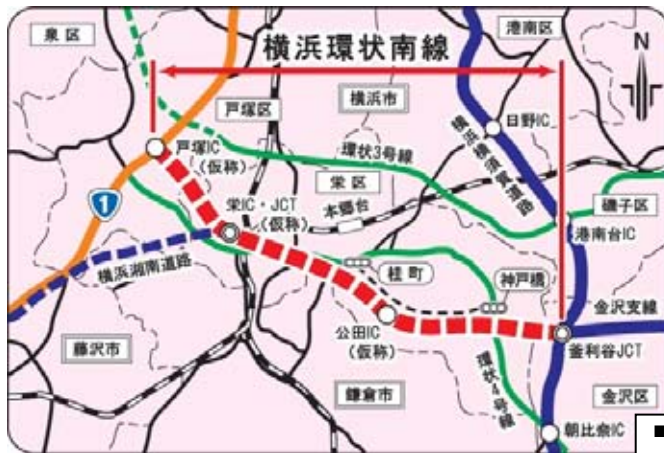 横浜環状南線
泉区
港南区
N
戸塚区
横浜市
日野IC
戸塚IC
(仮称)
環状3号線
横浜横須賀道路
栄区
本郷台
磯子区
1
栄IC・JCT
(仮称)
港南台IC
横浜湘南道路
桂町
神戸橋
金沢支線
公田IC
(仮称)
釜利谷JCT
藤沢市
鎌倉市
環状4号線
金沢区
朝比奈IC